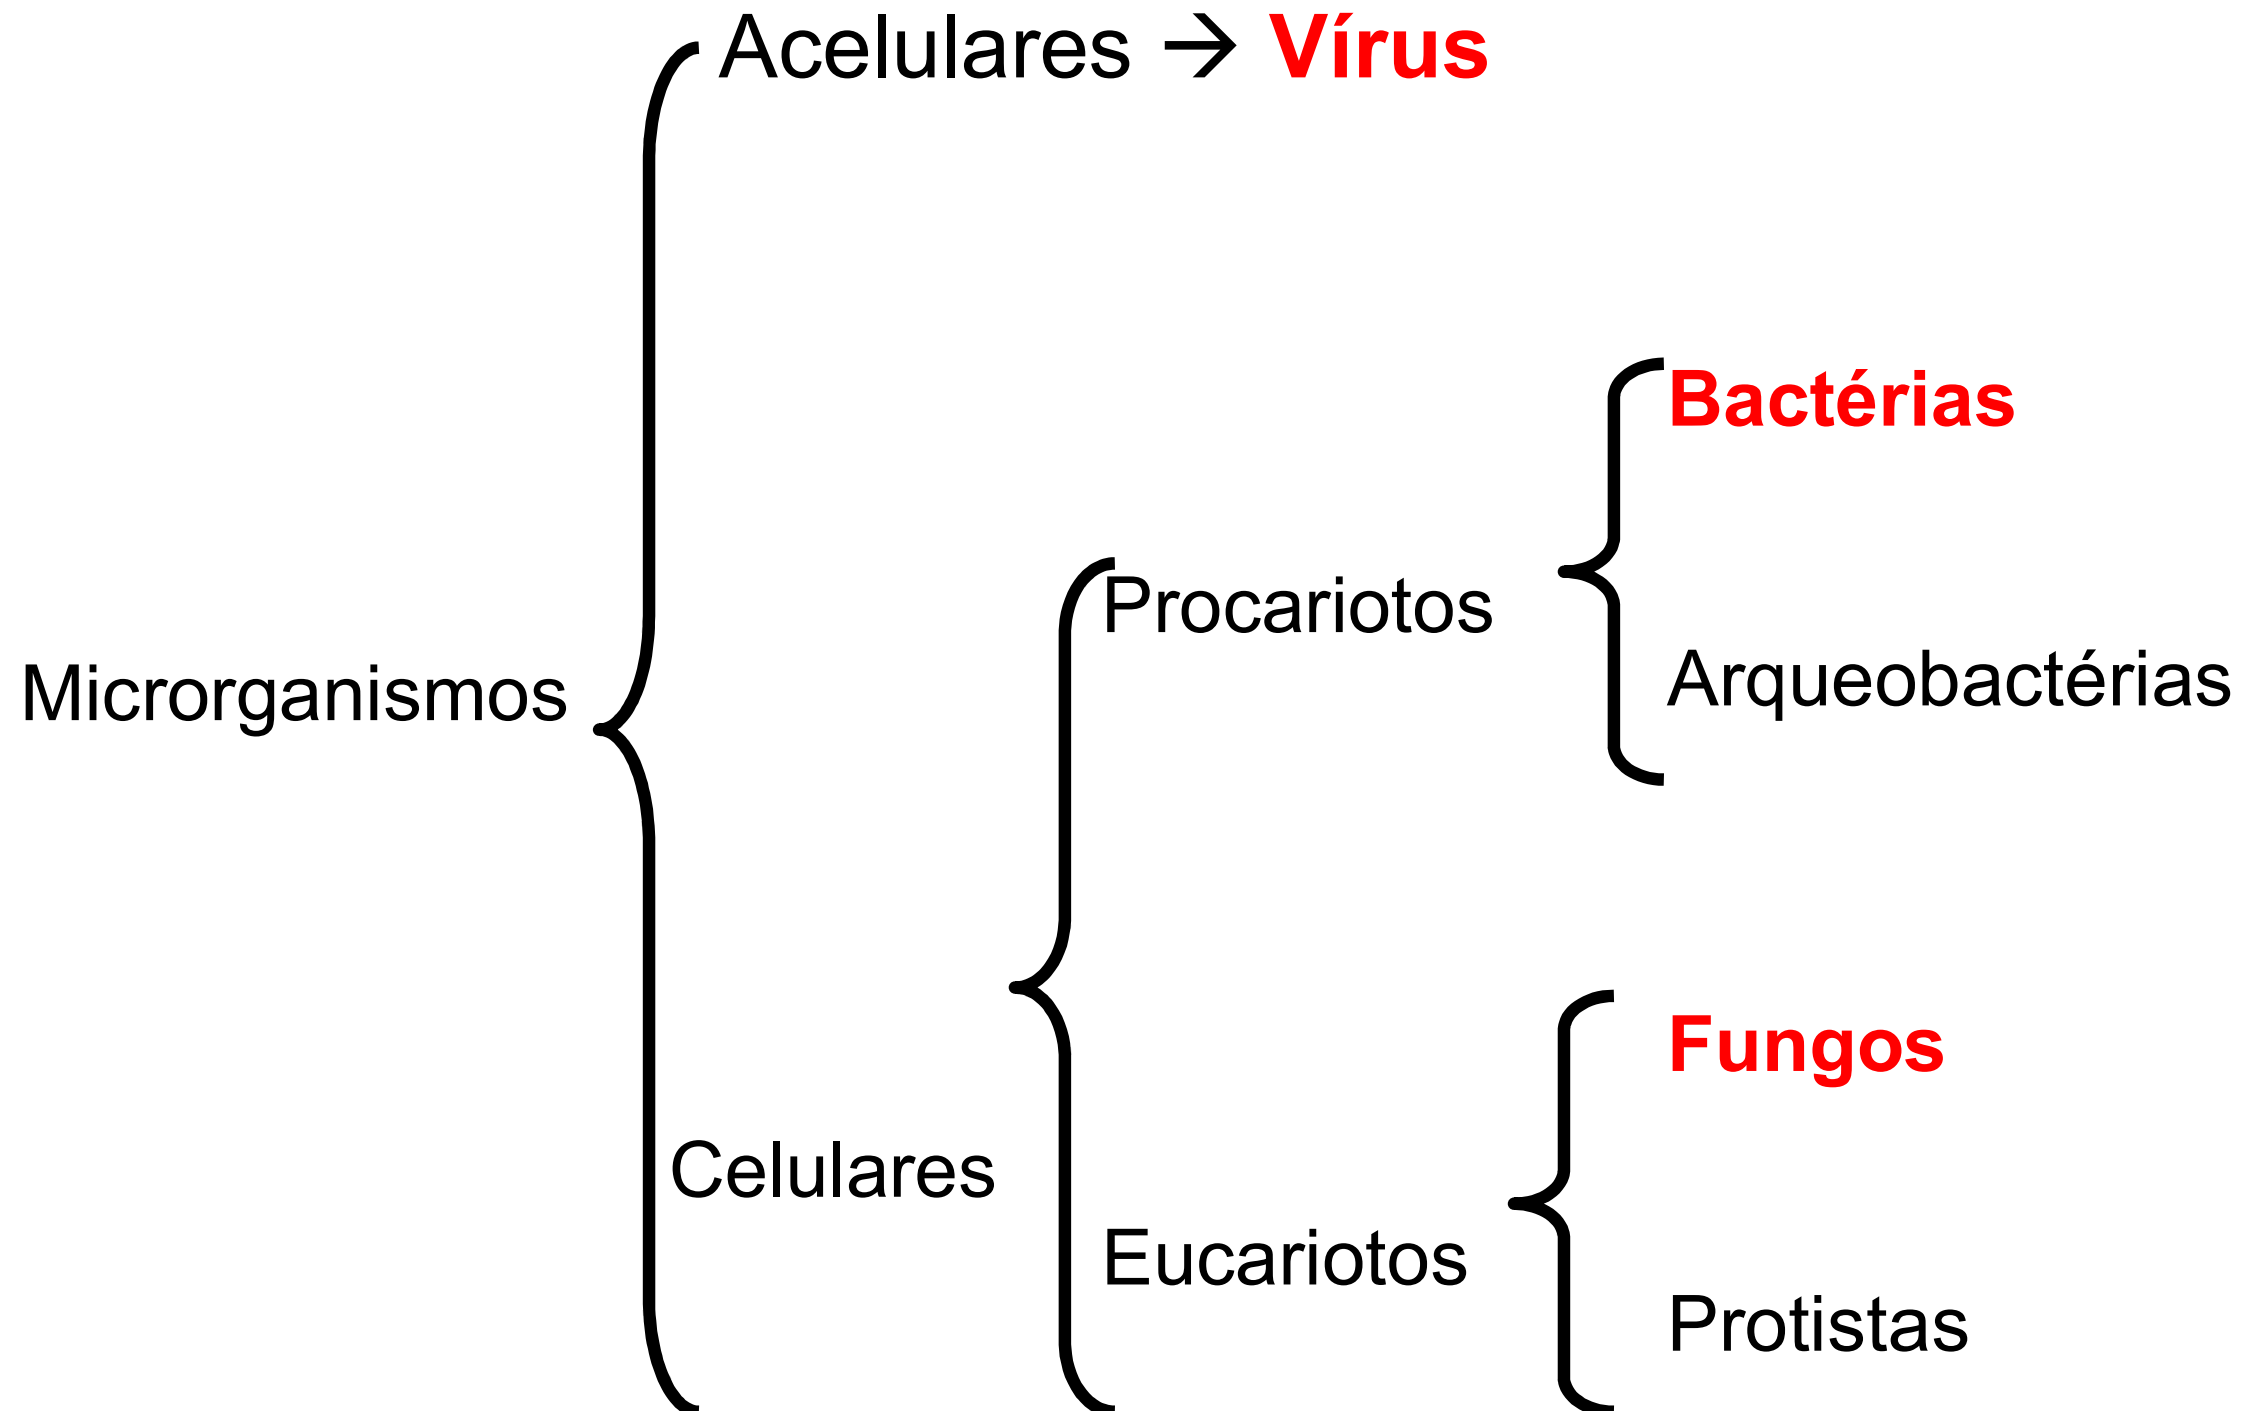 Acelulares → Vírus
Bactérias
Procariotos
Arqueobactérias
Microrganismos
Fungos
Celulares
Eucariotos
Protistas